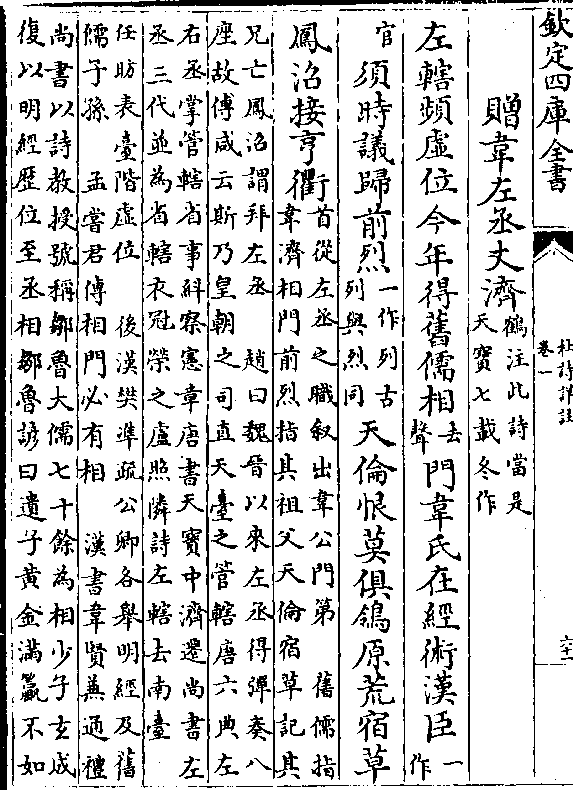 欽定四庫全書
杜詩詳註
卷一
六十一
贈韋左丞丈濟
鶴注此詩當是
天寶七載冬作
左轄頻虛位今年得舊儒相去聲門韋氏在經術漢臣一作
官須時議歸前烈一作列古列與烈同天倫恨莫俱鴒原荒宿草
鳳沼接亨衢
首從左丞之職叙出韋公門第 舊儒指
韋濟相門前烈指其祖父天倫宿草記其
兄亡鳳沼謂拜左丞 趙曰魏晉以來左丞得彈奏八
座故傅咸云斯乃皇朝之司直天臺之管轄唐六典左
右丞掌管轄省事糾察憲章唐書天寶中濟遷尚書左
丞三代並為省轄衣冠榮之盧照隣詩左轄去南臺
任昉表臺階虛位 後漢樊準疏公卿各舉明經及舊
儒子孫 孟嘗君傳相門必有相 漢書韋賢兼通禮
尚書以詩教授號稱鄒魯大儒七十餘為相少子玄成
復以明經歷位至丞相鄒魯諺曰遺子黃金滿籯不如